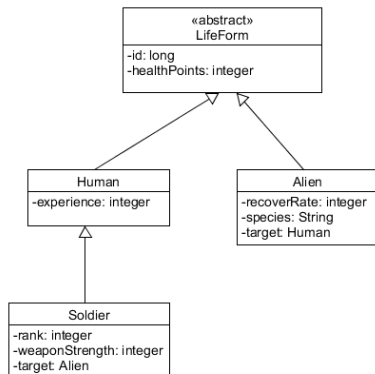 «abstract»
LifeForm
-id: long
-healthPoints: integer
Human
-experience: integer
Alien
-recoverRate: integer
-species: String
-target: Human
Soldier
-rank: integer
-weaponStrength: integer
-target: Alien